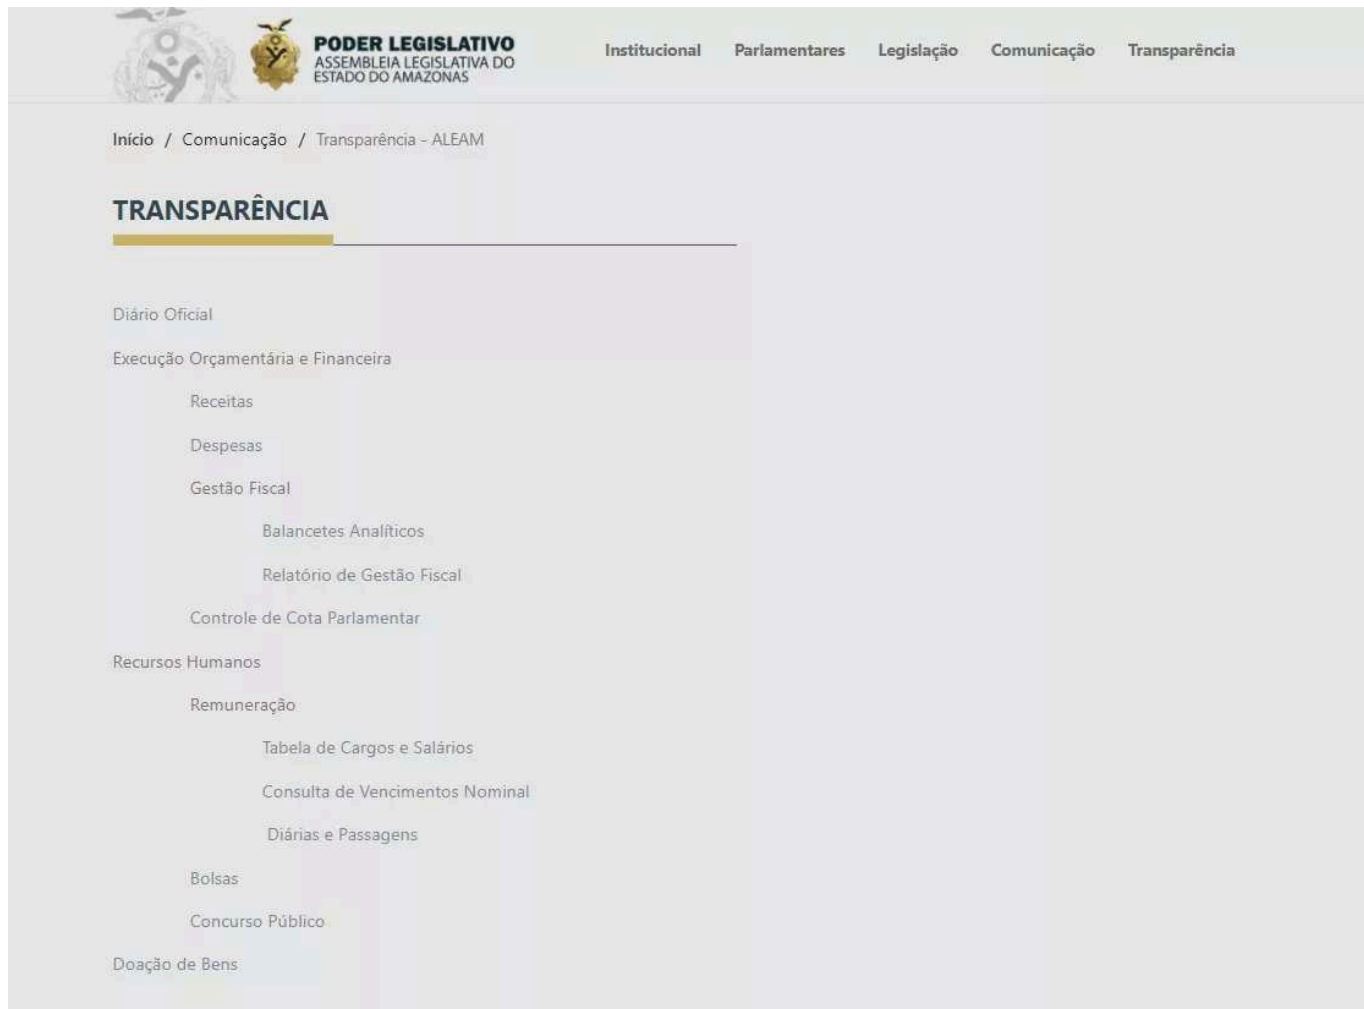 PODER LEGISLATIVO
ASSEMBLEIA LEGISLATIVA DO
ESTADO DO AMAZONAS
Institucional Parlamentares Legislação Comunicação Transparência
Início / Comunicação / Transparência - ALEAM
TRANSPARÊNCIA
Diário Oficial
Execução Orçamentária e Financeira
Receitas
Despesas
Gestão Fiscal
Balancetes Analíticos
Relatório de Gestão Fiscal
Controle de Cota Parlamentar
Recursos Humanos
Remuneração
Tabela de Cargos e Salários
Consulta de Vencimentos Nominal
Diárias e Passagens
Bolsas
Concurso Público
Doação de Bens